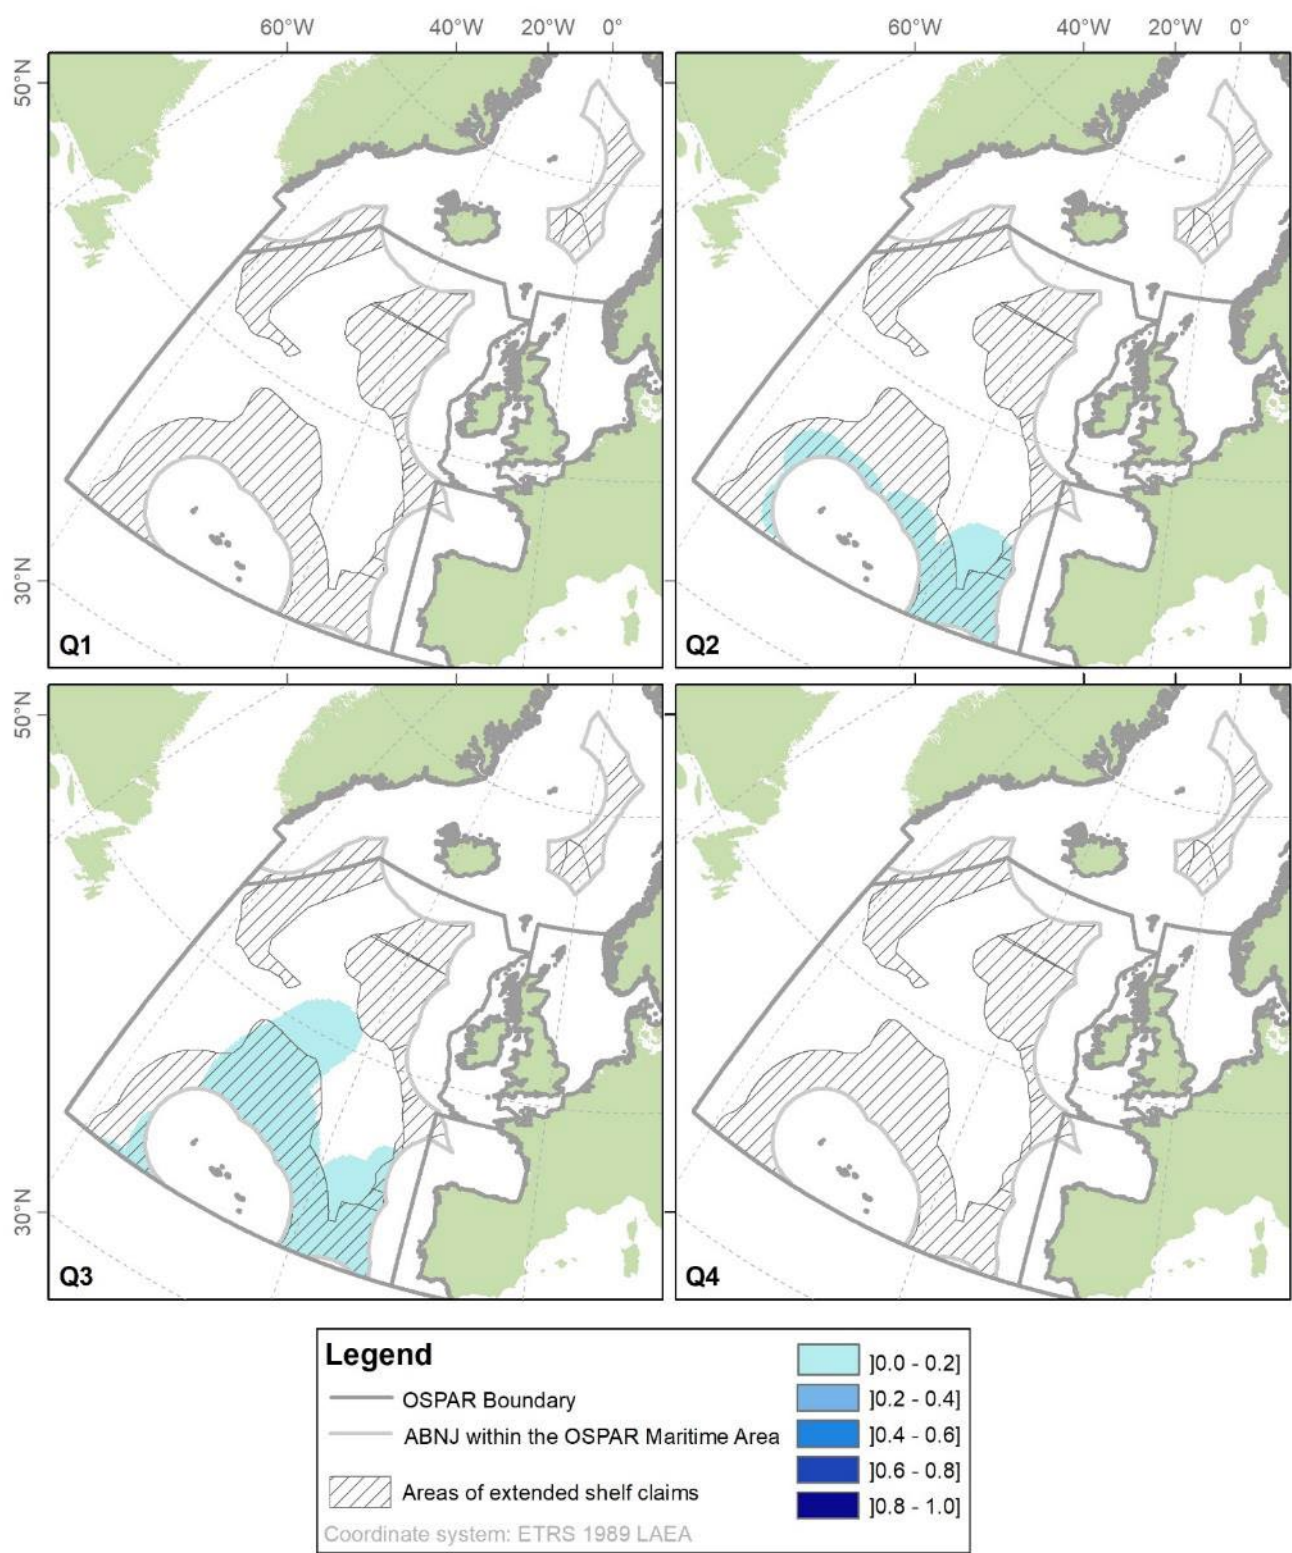 60°W 40°W 20°W 0° 60°W 40°W 20°W 0°
50°N
30°N
Q1 Q2
50°N
30°N
Q3 Q4
Legend
OSPAR Boundary
ABNJ within the OSPAR Maritime Area
Areas of extended shelf claims
Coordinate system: ETRS 1989 LAEA
]0.0 - 0.2]
]0.2 - 0.4]
]0.4 - 0.6]
]0.6 - 0.8]
]0.8 - 1.0]